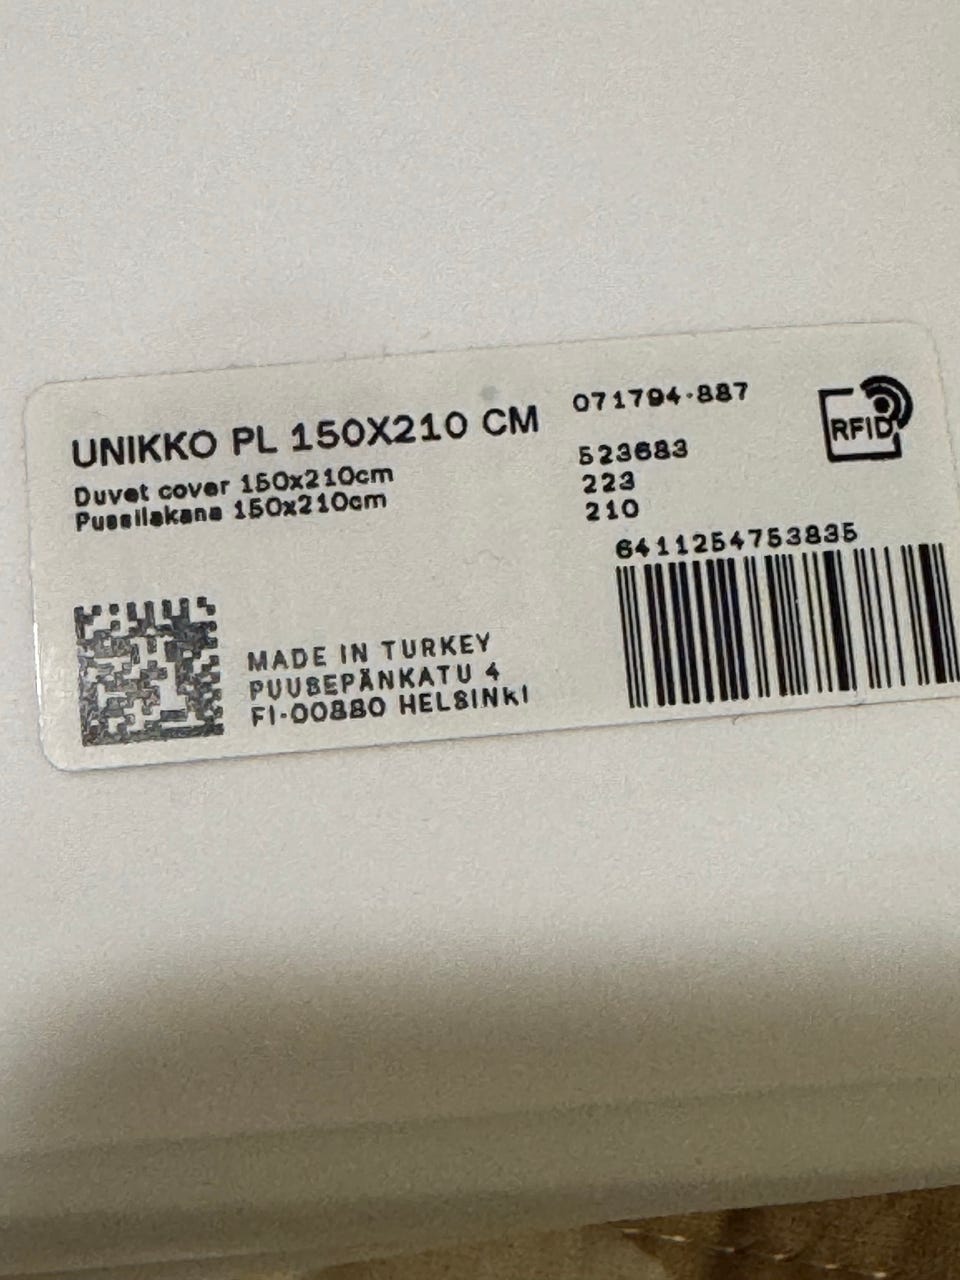 UNIKKO PL 150X210 CM
Duvet cover 150x210cm
Pussilakana 150x210cm
071794-887
523683
223
210
6411254753835
RFID
MADE IN TURKEY
PUUSEPÄNKATU 4
FI-00880 HELSINKI